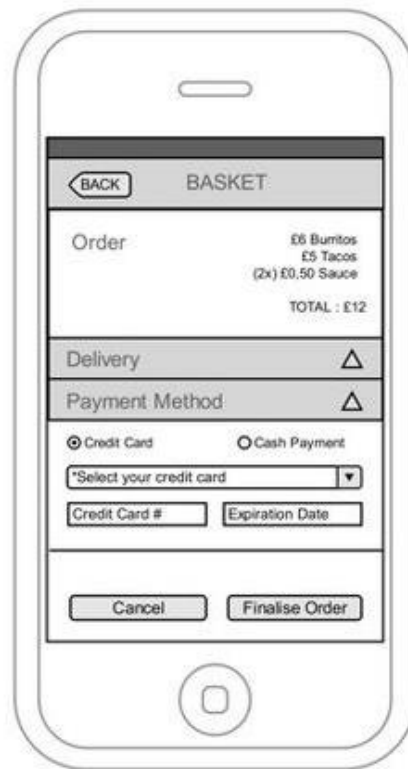 BACK BASKET
Order
£6 Burritos
£5 Tacos
(2x) £0,50 Sauce
TOTAL : £12
Delivery
Payment Method
Credit Card Cash Payment
*Select your credit card
Credit Card # Expiration Date
Cancel Finalise Order